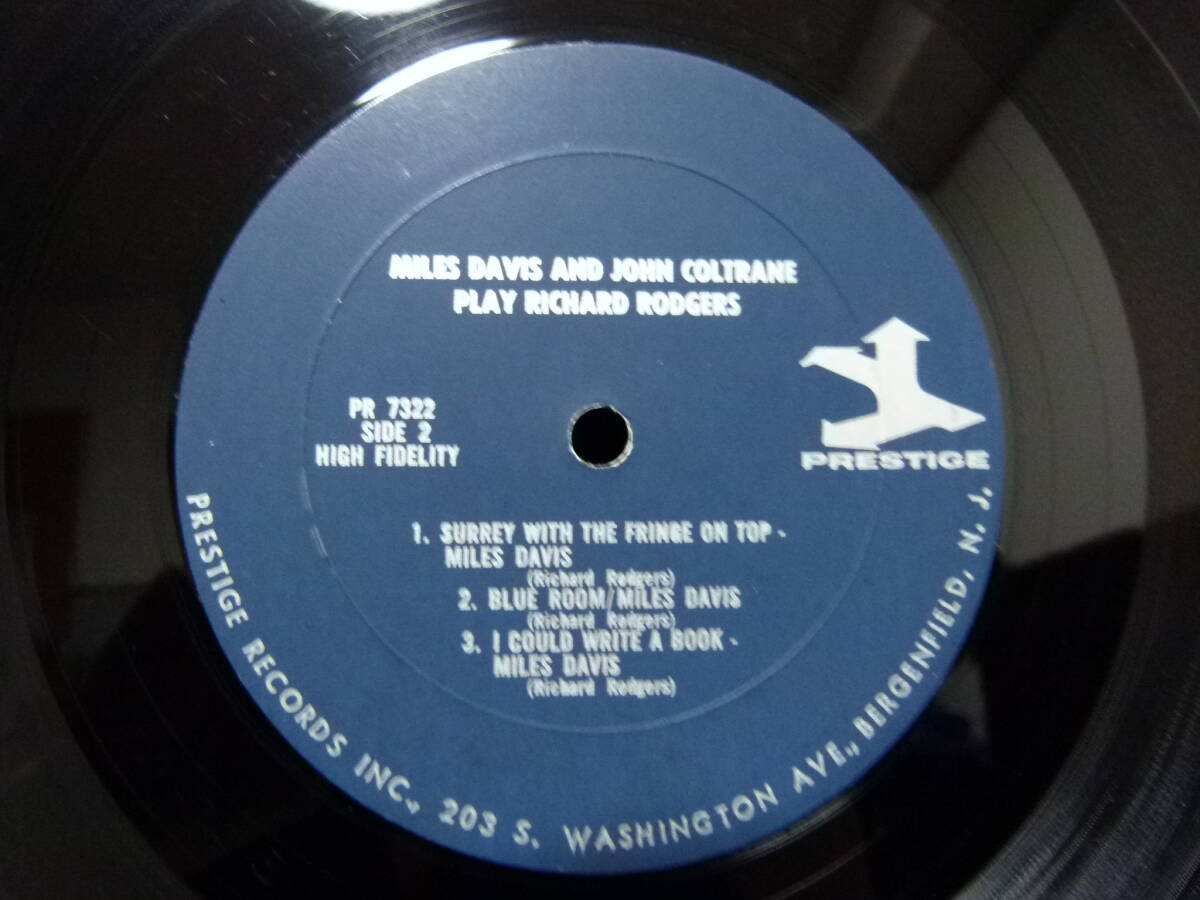 MILES DAVIS AND JOHN COLTRANE
PLAY RICHARD RODGERS
PR 7322
SIDE 2
HIGH FIDELITY
PRESTIGE
1. SURREY WITH THE FRINGE ON TOP -
MILES DAVIS
(Richard Rodgers)
2. BLUE ROOM/MILES DAVIS
(Richard Rodgers)
3. I COULD WRITE A BOOK -
MILES DAVIS
(Richard Rodgers)
PRESTIGE RECORDS INC., 203 S. WASHINGTON AVE., BERGENFIELD, N. J.